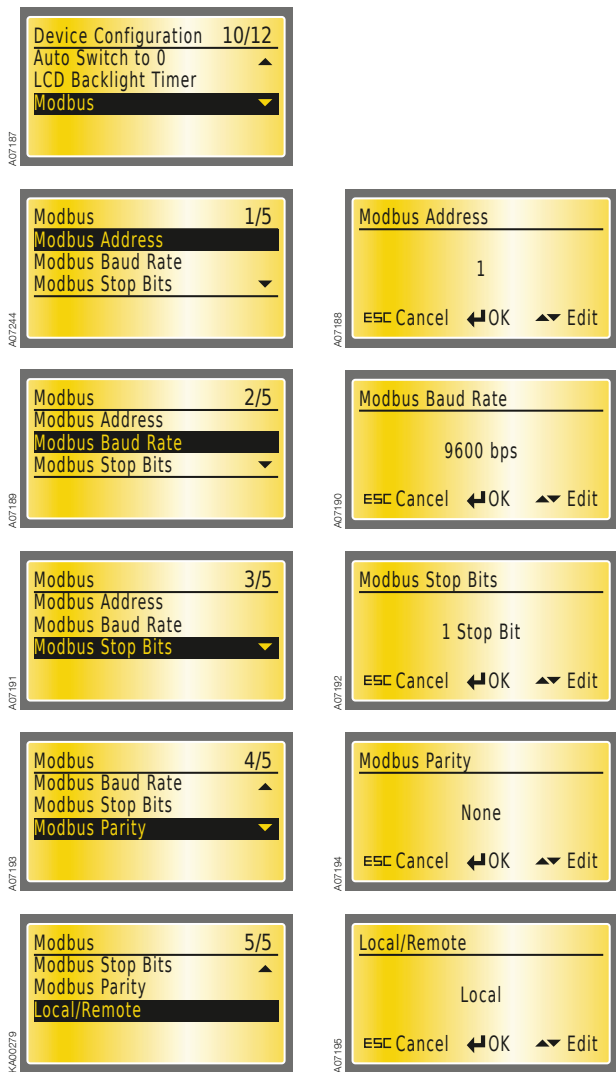 Device Configuration 10/12
Auto Switch to 0
LCD Backlight Timer
Modbus
A07187
Modbus 1/5
Modbus Address
Modbus Baud Rate
Modbus Stop Bits
A07244
Modbus Address
1
ESC Cancel OK Edit
A07188
Modbus 2/5
Modbus Address
Modbus Baud Rate
Modbus Stop Bits
A07189
Modbus Baud Rate
9600 bps
ESC Cancel OK Edit
A07190
Modbus 3/5
Modbus Address
Modbus Baud Rate
Modbus Stop Bits
A07191
Modbus Stop Bits
1 Stop Bit
ESC Cancel OK Edit
A07192
Modbus 4/5
Modbus Baud Rate
Modbus Stop Bits
Modbus Parity
A07193
Modbus Parity
None
ESC Cancel OK Edit
A07194
Modbus 5/5
Modbus Stop Bits
Modbus Parity
Local/Remote
KA00279
Local/Remote
Local
ESC Cancel OK Edit
A07195